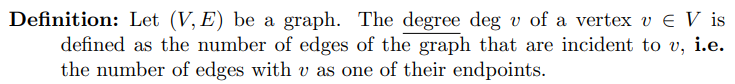 Definition: Let (V, E) be a graph. The degree deg v of a vertex v ∈ V is
defined as the number of edges of the graph that are incident to v, i.e.
the number of edges with v as one of their endpoints.